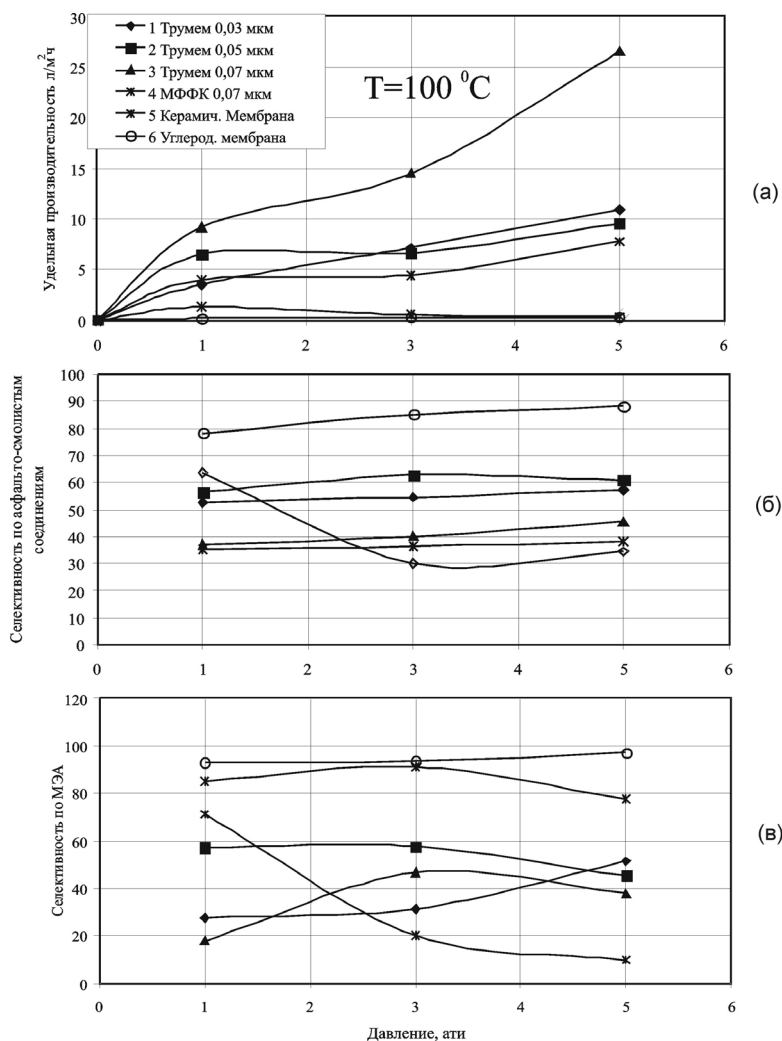 30
25
20
15
10
5
0
Удельная производительность л/м²ч
1 Трумем 0,03 мкм
2 Трумем 0,05 мкм
3 Трумем 0,07 мкм
4 МФФК 0,07 мкм
5 Керамич. Мембрана
6 Углерод. мембрана
T=100 ⁰C
(а)
0 1 2 3 4 5 6
100
90
80
70
60
50
40
30
20
10
0
Селективность по асфальто-смолистым
соединениям
(б)
0 1 2 3 4 5 6
120
100
80
60
40
20
0
Селективность по МЭА
(в)
0 1 2 3 4 5 6
Давление, ати